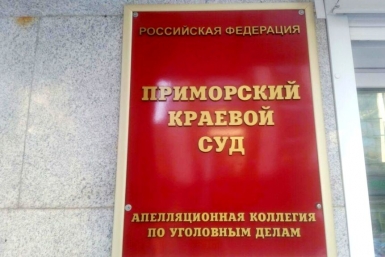 РОССИЙСКАЯ ФЕДЕРАЦИЯ
ПРИМОРСКИЙ
КРАЕВОЙ
СУД
АПЕЛЛЯЦИОННАЯ КОЛЛЕГИЯ
ПО УГОЛОВНЫМ ДЕЛАМ